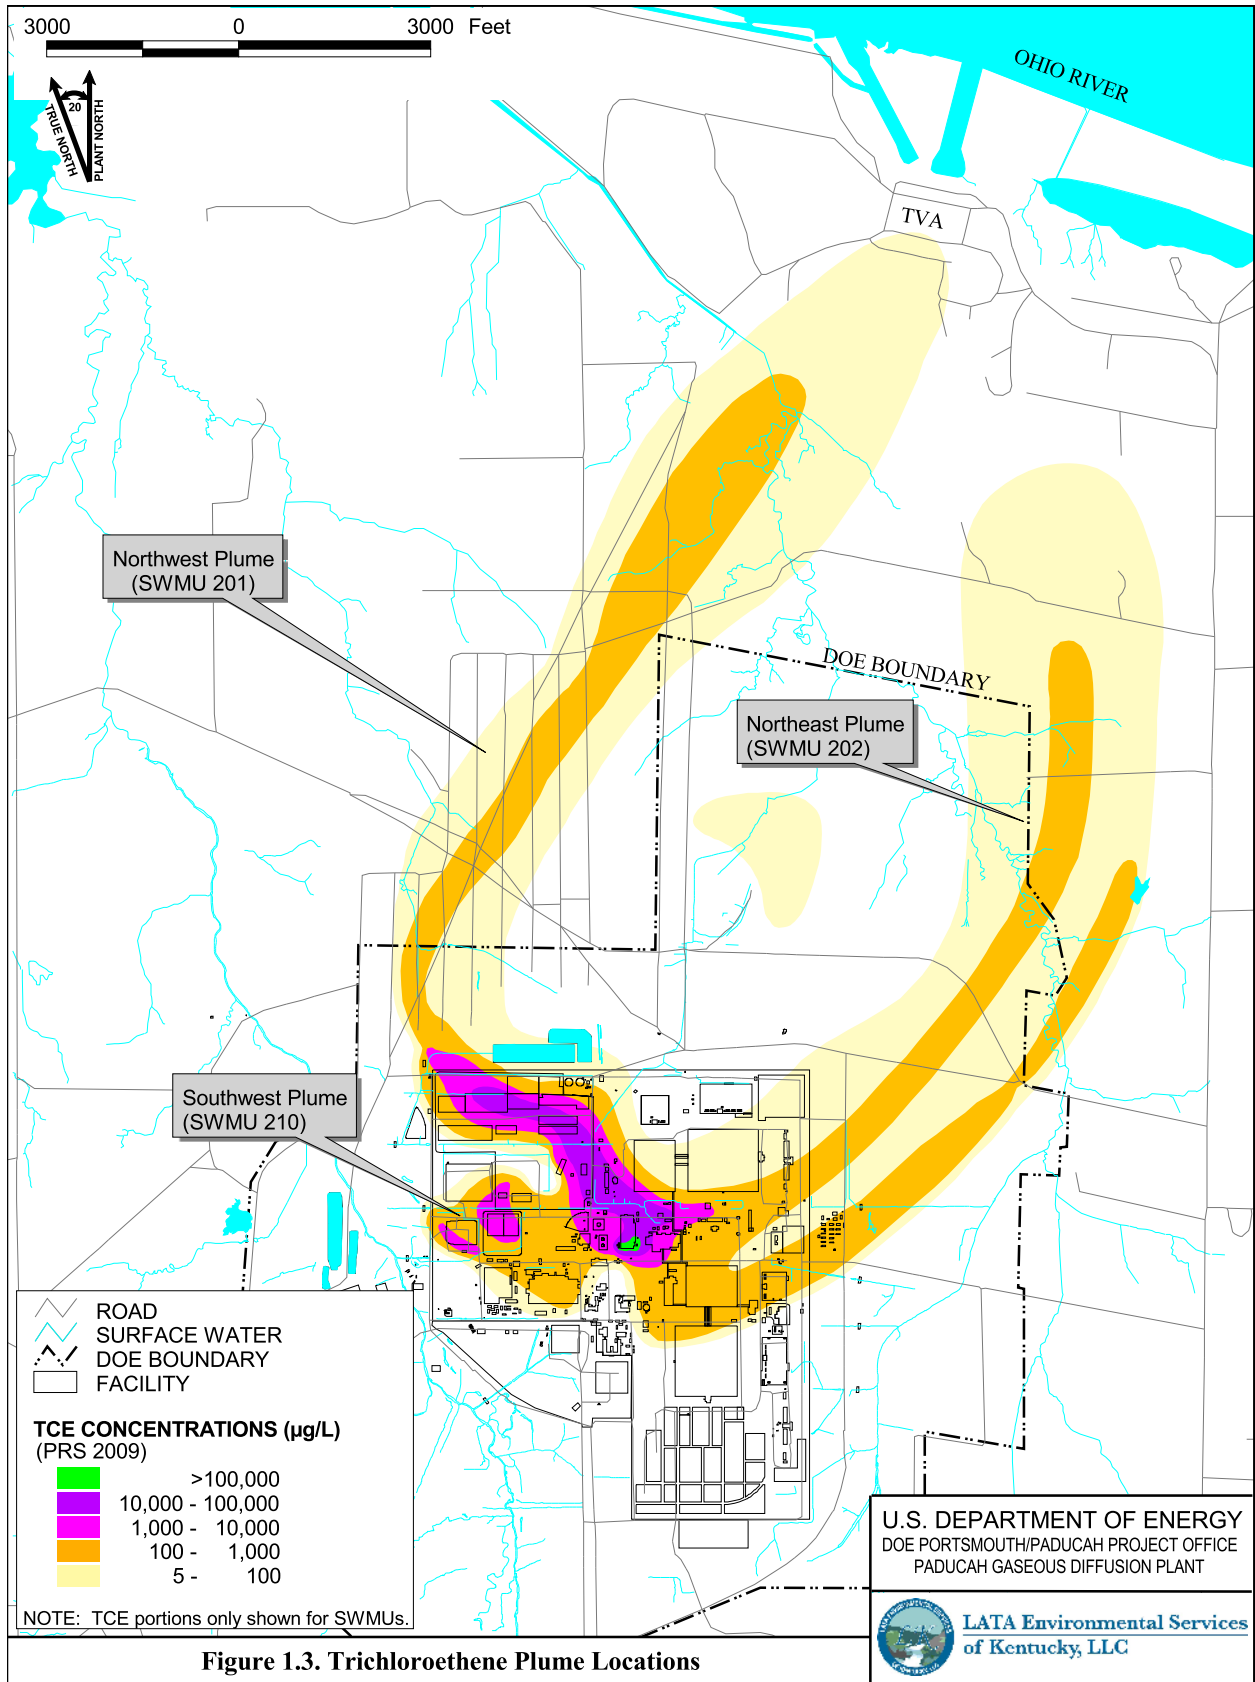 3000 0 3000 Feet
20
TRUE NORTH
PLANT NORTH
OHIO RIVER
TVA
Northwest Plume
(SWMU 201)
DOE BOUNDARY
Northeast Plume
(SWMU 202)
Southwest Plume
(SWMU 210)
ROAD
SURFACE WATER
DOE BOUNDARY
FACILITY
TCE CONCENTRATIONS (µg/L)
(PRS 2009)
>100,000
10,000 - 100,000
1,000 - 10,000
100 - 1,000
5 - 100
NOTE: TCE portions only shown for SWMUs.
U.S. DEPARTMENT OF ENERGY
DOE PORTSMOUTH/PADUCAH PROJECT OFFICE
PADUCAH GASEOUS DIFFUSION PLANT
LATA Environmental Services
of Kentucky, LLC
Figure 1.3. Trichloroethene Plume Locations